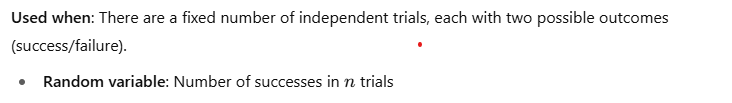 Used when: There are a fixed number of independent trials, each with two possible outcomes
(success/failure).
• Random variable: Number of successes in n trials